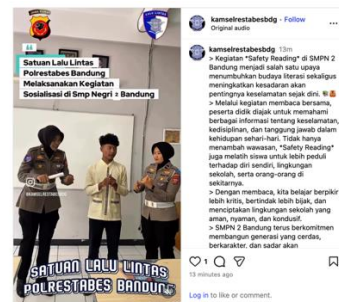 Satuan Lalu Lintas
Polrestabes Bandung
Melaksanakan Kegiatan
Sosialisasi di Smp Negri 2 Bandung
SATUAN LALU LINTAS
POLRESTABES BANDUNG
kamselrestabesbdg · Follow
Original audio
kamselrestabesbdg 13m
> Kegiatan *Safety Reading* di SMPN 2
Bandung menjadi salah satu upaya
menumbuhkan budaya literasi sekaligus
meningkatkan kesadaran akan
pentingnya keselamatan sejak dini.
> Melalui kegiatan membaca bersama,
peserta didik diajak untuk memahami
berbagai informasi tentang keselamatan,
kedisiplinan, dan tanggung jawab dalam
kehidupan sehari-hari. Tidak hanya
menambah wawasan, *Safety Reading*
juga melatih siswa untuk lebih peduli
terhadap diri sendiri, lingkungan
sekolah, serta orang-orang di
sekitarnya.
> Dengan membaca, kita belajar berpikir
lebih kritis, bertindak lebih bijak, dan
menciptakan lingkungan sekolah yang
aman, nyaman, dan kondusif.
> SMPN 2 Bandung terus berkomitmen
membangun generasi yang cerdas,
berkarakter, dan sadar akan
1
13 minutes ago
Log in to like or comment.